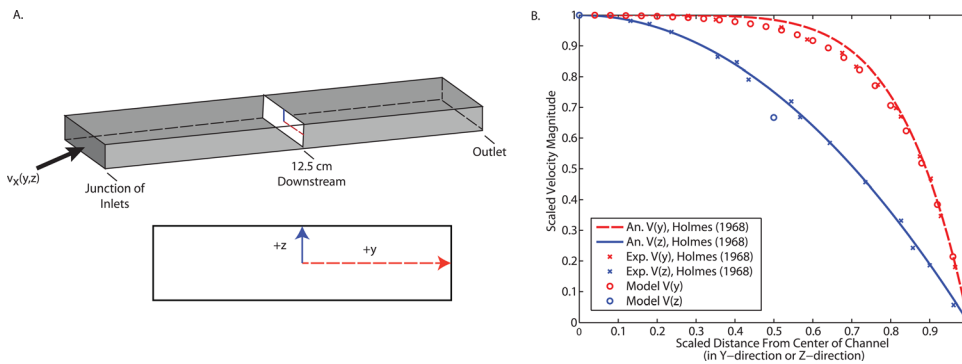 A.
v_x(y,z)
Junction of
Inlets
12.5 cm
Downstream
Outlet
+z
+y
B.
Scaled Velocity Magnitude
1
0.9
0.8
0.7
0.6
0.5
0.4
0.3
0.2
0.1
0
An. V(y), Holmes (1968)
An. V(z), Holmes (1968)
Exp. V(y), Holmes (1968)
Exp. V(z), Holmes (1968)
Model V(y)
Model V(z)
0 0.1 0.2 0.3 0.4 0.5 0.6 0.7 0.8 0.9
Scaled Distance From Center of Channel
(in Y−direction or Z−direction)